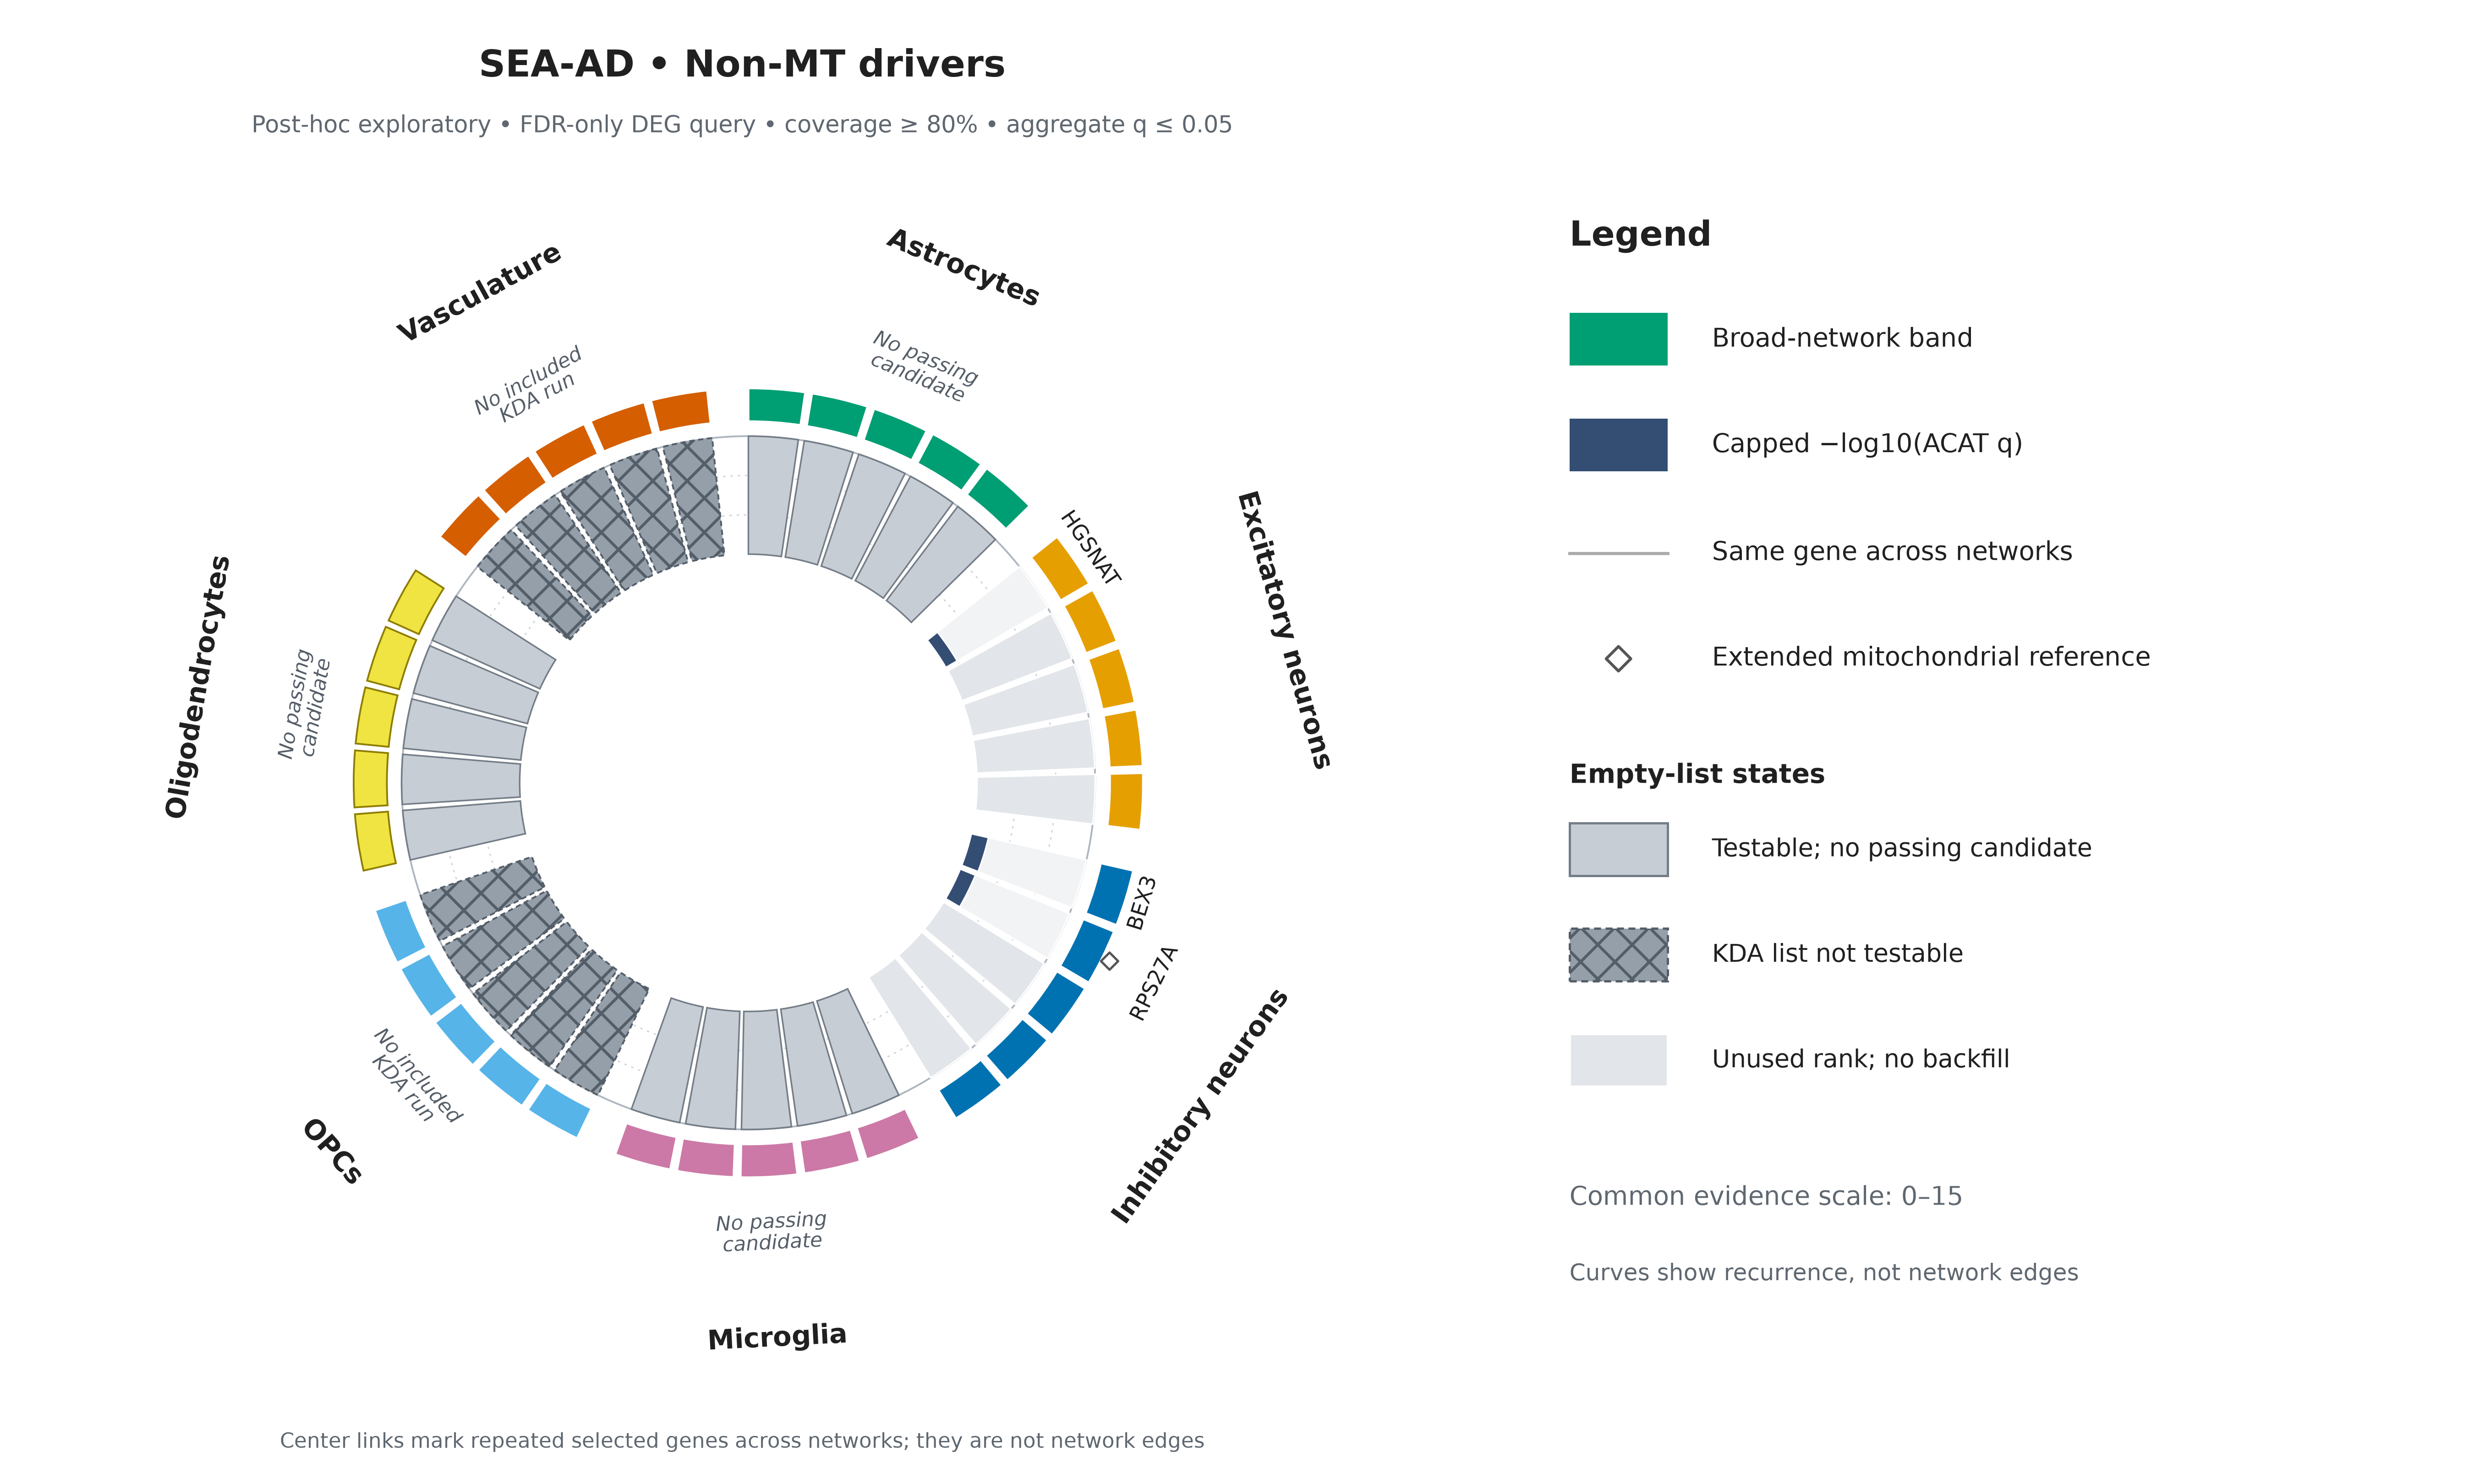 SEA-AD • Non-MT drivers
Post-hoc exploratory • FDR-only DEG query • coverage ≥ 80% • aggregate q ≤ 0.05
Astrocytes
No passing
candidate
Excitatory neurons
HGSNAT
Inhibitory neurons
BEX3
RPS27A
Microglia
No passing
candidate
OPCs
No included
KDA run
Oligodendrocytes
No passing
candidate
Vasculature
No included
KDA run
Legend
Broad-network band
Capped −log10(ACAT q)
Same gene across networks
Extended mitochondrial reference
Empty-list states
Testable; no passing candidate
KDA list not testable
Unused rank; no backfill
Common evidence scale: 0–15
Curves show recurrence, not network edges
Center links mark repeated selected genes across networks; they are not network edges